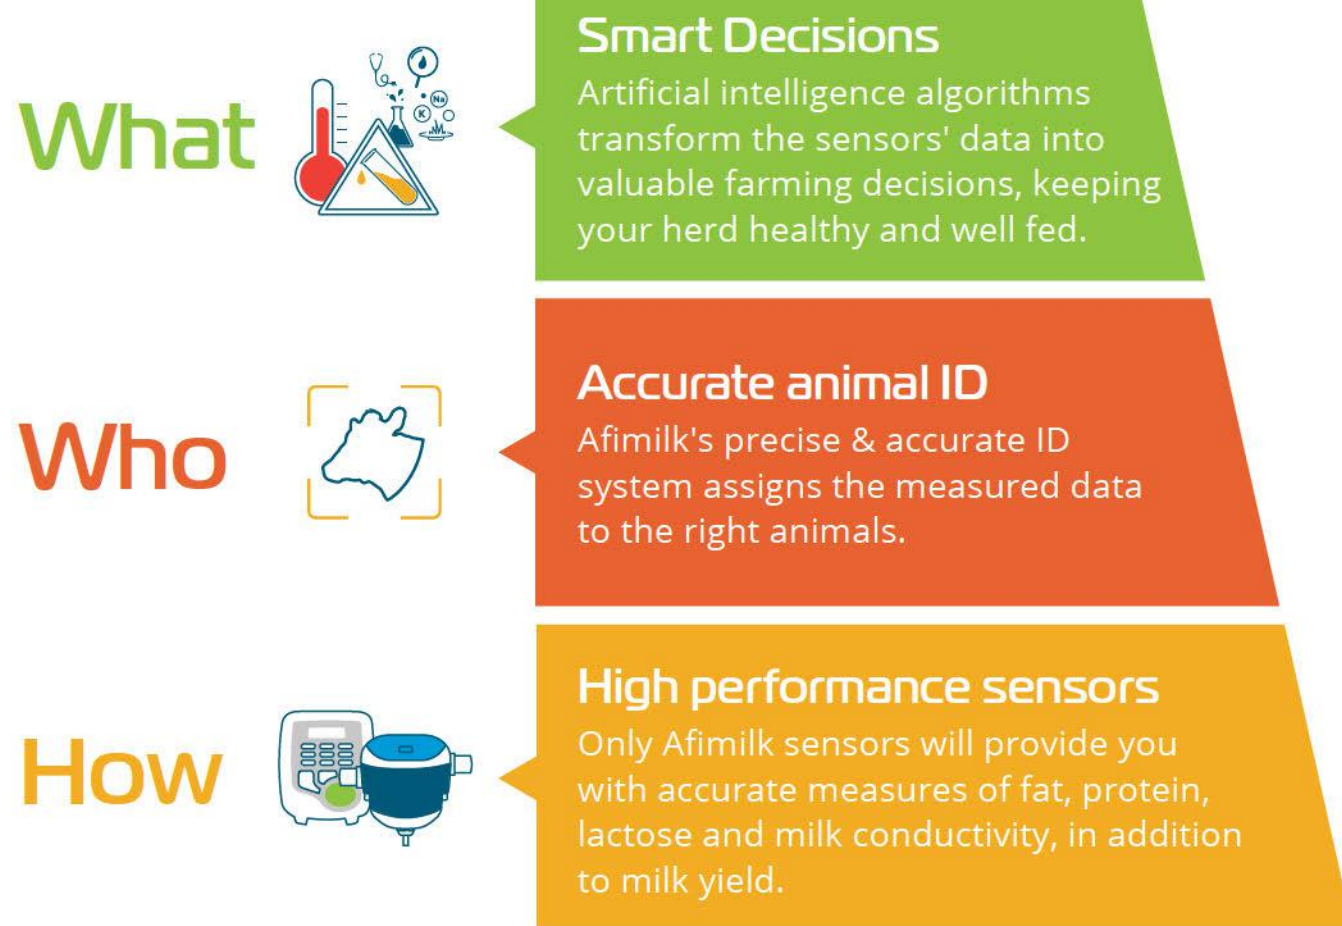 What
Smart Decisions
Artificial intelligence algorithms
transform the sensors' data into
valuable farming decisions, keeping
your herd healthy and well fed.
Na
K
Who
Accurate animal ID
Afimilk's precise & accurate ID
system assigns the measured data
to the right animals.
How
High performance sensors
Only Afimilk sensors will provide you
with accurate measures of fat, protein,
lactose and milk conductivity, in addition
to milk yield.